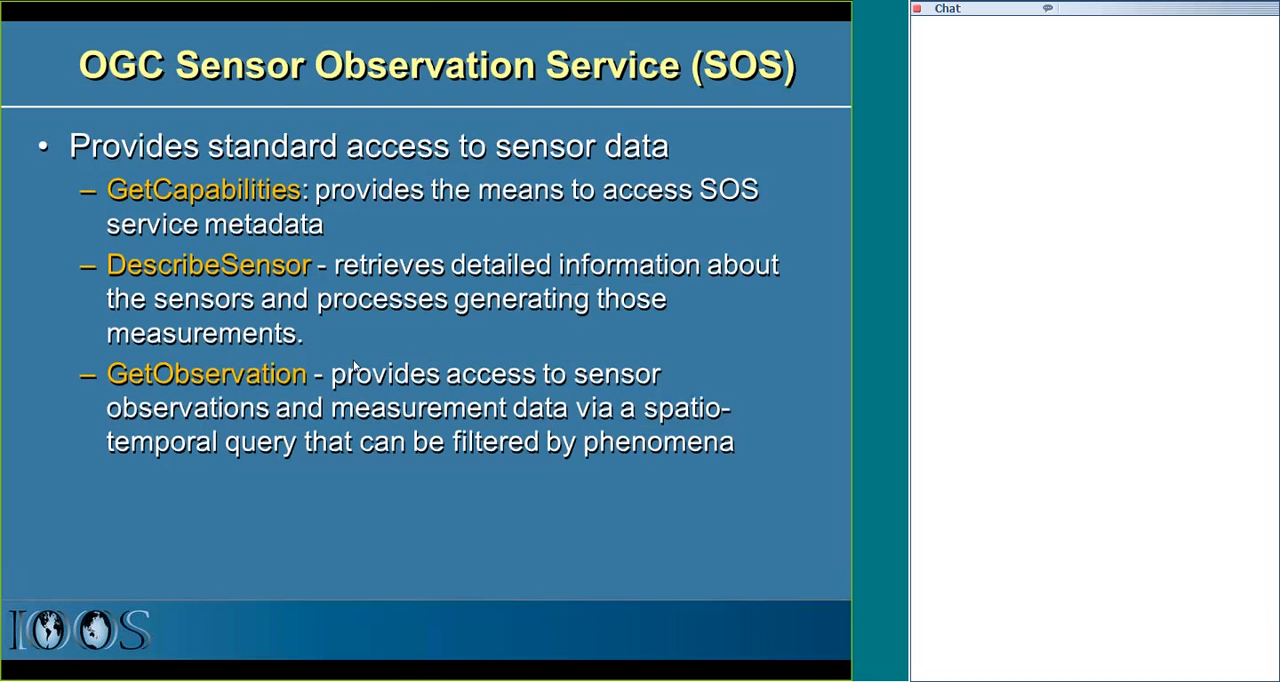 OGC Sensor Observation Service (SOS)
• Provides standard access to sensor data
– GetCapabilities: provides the means to access SOS
service metadata
– DescribeSensor - retrieves detailed information about
the sensors and processes generating those
measurements.
– GetObservation - provides access to sensor
observations and measurement data via a spatio-
temporal query that can be filtered by phenomena
IOOS
Chat